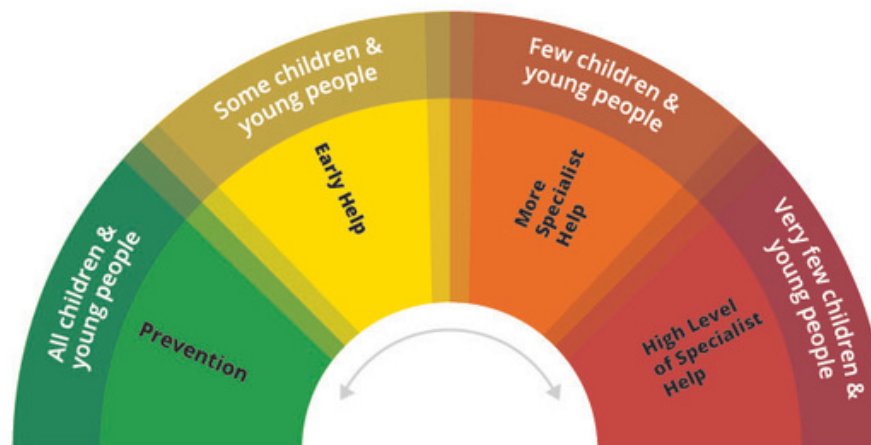 All children &
young people
Prevention
Some children &
young people
Early Help
Few children &
young people
More
Specialist
Help
Very few children &
young people
High Level
of Specialist
Help